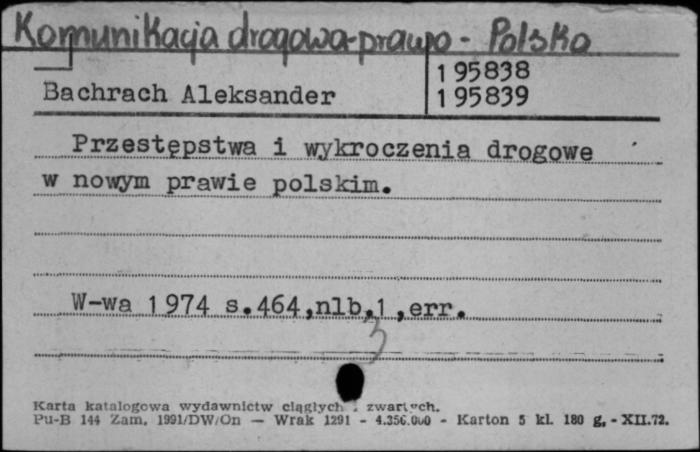 Komunikacja drogowa-prawo - Polska
195838
Bachrach Aleksander 195839
Przestępstwa i wykroczenia drogowe
w nowym prawie polskim.
W-wa 1974 s.464,nlb.1,err.
3
Karta katalogowa wydawnictw ciągłych i zwartych.
Pu-B 144 Zam. 1991/DW/On — Wrak 1291 - 4.356.000 - Karton 5 kl. 180 g. - XII.72.